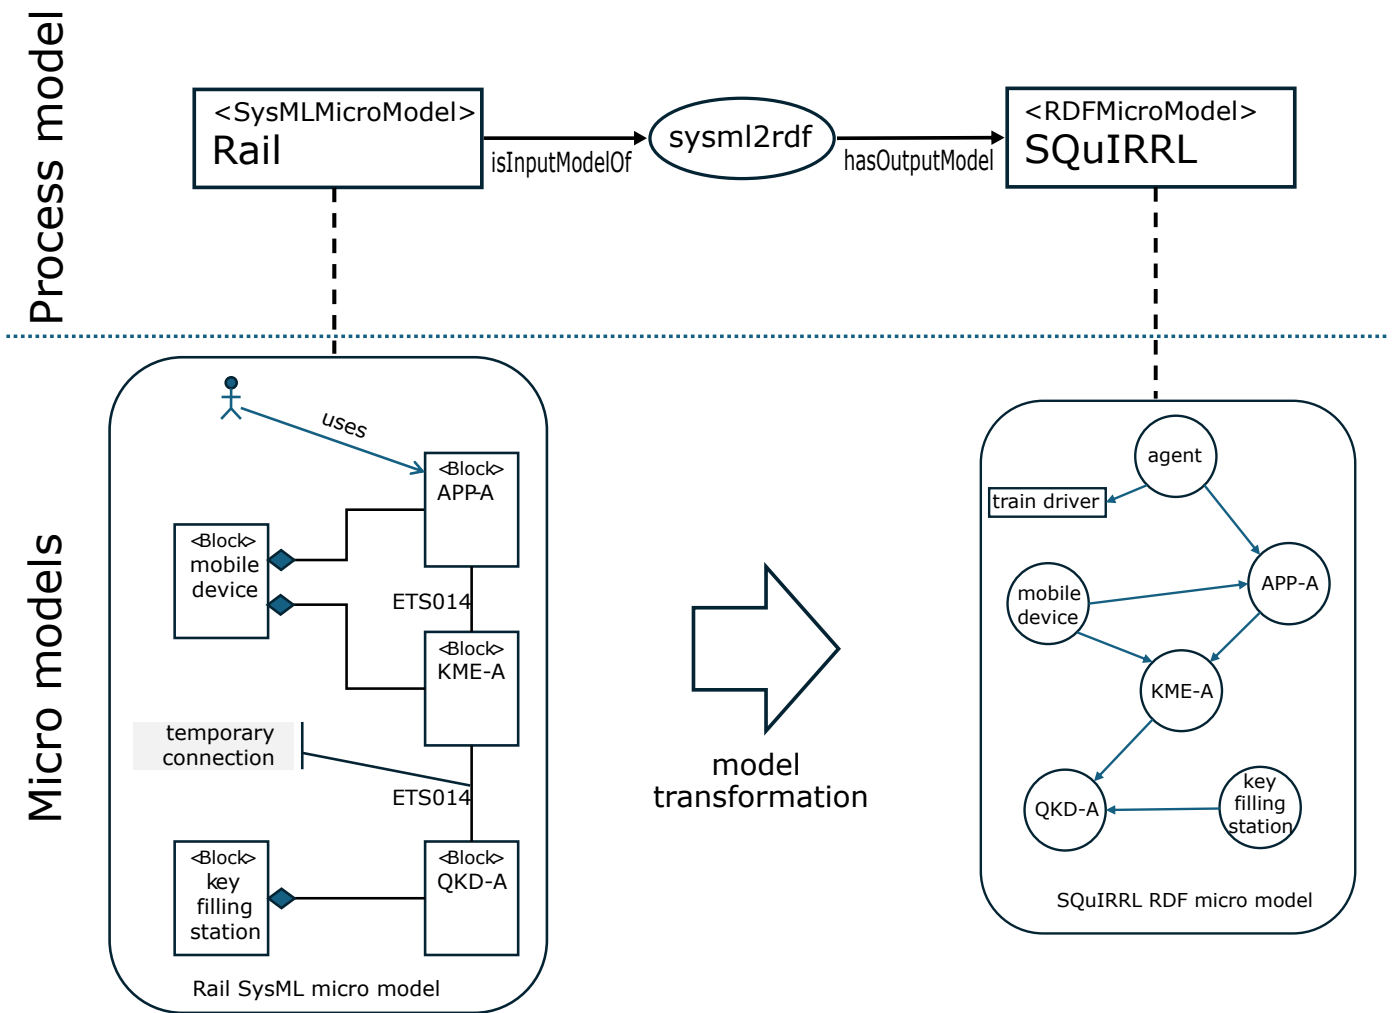 Process model
<SysMLMicroModel>
Rail
isInputModelOf
sysml2rdf
hasOutputModel
<RDFMicroModel>
SQuIRRL
Micro models
uses
<Block>
APP-A
<Block>
mobile
device
ETS014
<Block>
KME-A
temporary
connection
ETS014
<Block>
key
filling
station
<Block>
QKD-A
Rail SysML micro model
model
transformation
agent
train driver
APP-A
mobile
device
KME-A
QKD-A
key
filling
station
SQuIRRL RDF micro model